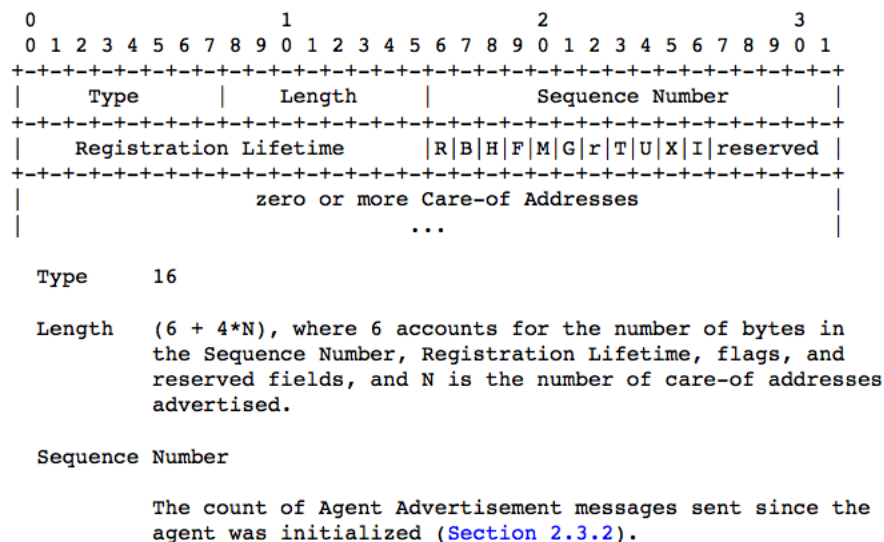 0                   1                   2                   3
 0 1 2 3 4 5 6 7 8 9 0 1 2 3 4 5 6 7 8 9 0 1 2 3 4 5 6 7 8 9 0 1
+-+-+-+-+-+-+-+-+-+-+-+-+-+-+-+-+-+-+-+-+-+-+-+-+-+-+-+-+-+-+-+-+
|     Type      |    Length     |        Sequence Number        |
+-+-+-+-+-+-+-+-+-+-+-+-+-+-+-+-+-+-+-+-+-+-+-+-+-+-+-+-+-+-+-+-+
|    Registration Lifetime      |R|B|H|F|M|G|r|T|U|X|I|reserved |
+-+-+-+-+-+-+-+-+-+-+-+-+-+-+-+-+-+-+-+-+-+-+-+-+-+-+-+-+-+-+-+-+
|                  zero or more Care-of Addresses               |
|                              ...                              |
Type     16
Length   (6 + 4*N), where 6 accounts for the number of bytes in
the Sequence Number, Registration Lifetime, flags, and
reserved fields, and N is the number of care-of addresses
advertised.
Sequence Number
The count of Agent Advertisement messages sent since the
agent was initialized (Section 2.3.2).